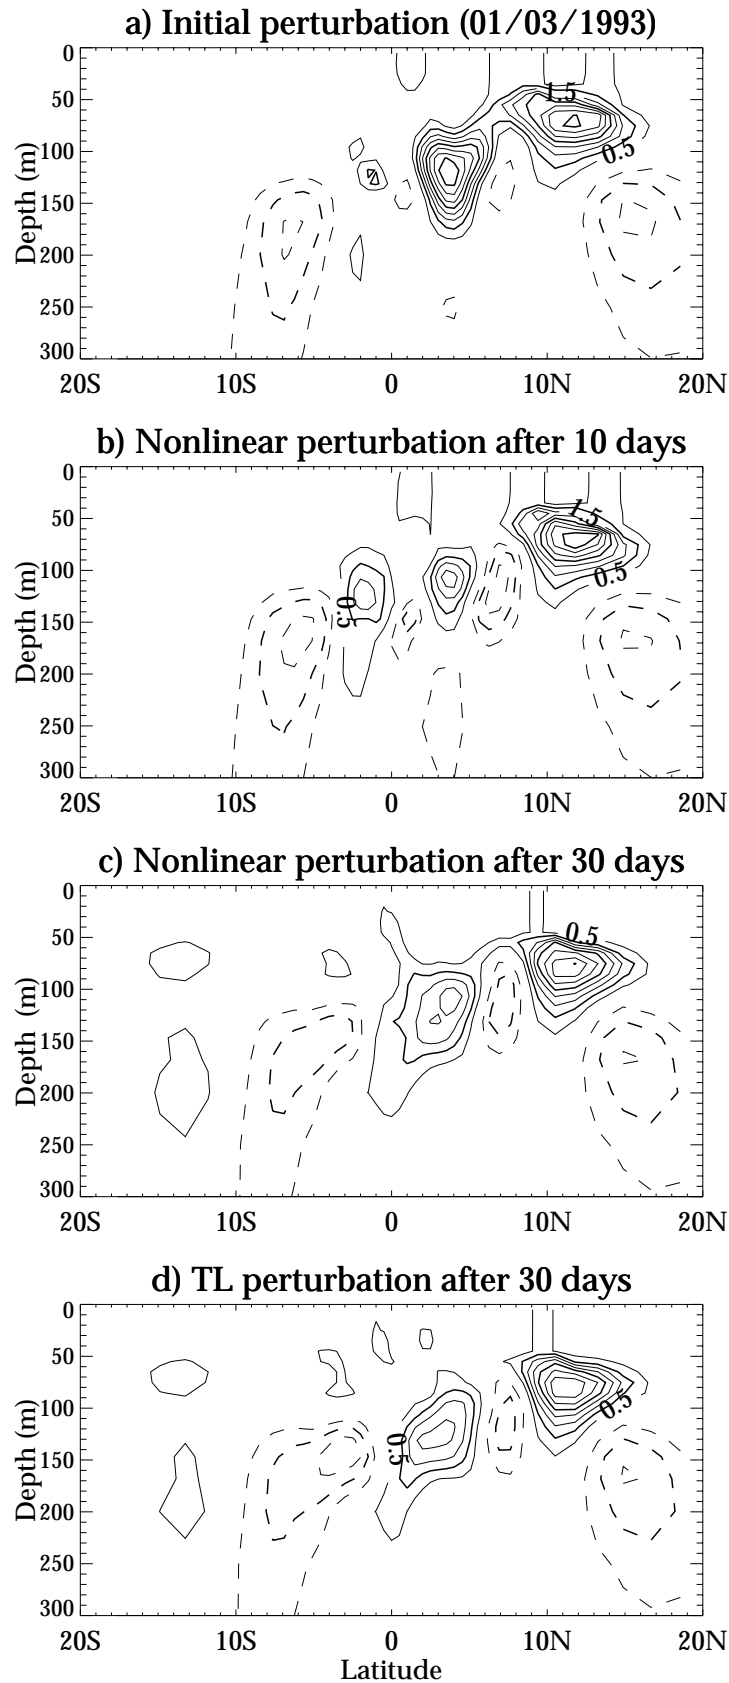 a) Initial perturbation (01/03/1993)
0
50
100
150
200
250
300
Depth (m)
1.5
0.5
20S 10S 0 10N 20N
b) Nonlinear perturbation after 10 days
0
50
100
150
200
250
300
Depth (m)
1.5
0.5
0.5
20S 10S 0 10N 20N
c) Nonlinear perturbation after 30 days
0
50
100
150
200
250
300
Depth (m)
0.5
20S 10S 0 10N 20N
d) TL perturbation after 30 days
0
50
100
150
200
250
300
Depth (m)
0.5
0.5
20S 10S 0 10N 20N
Latitude